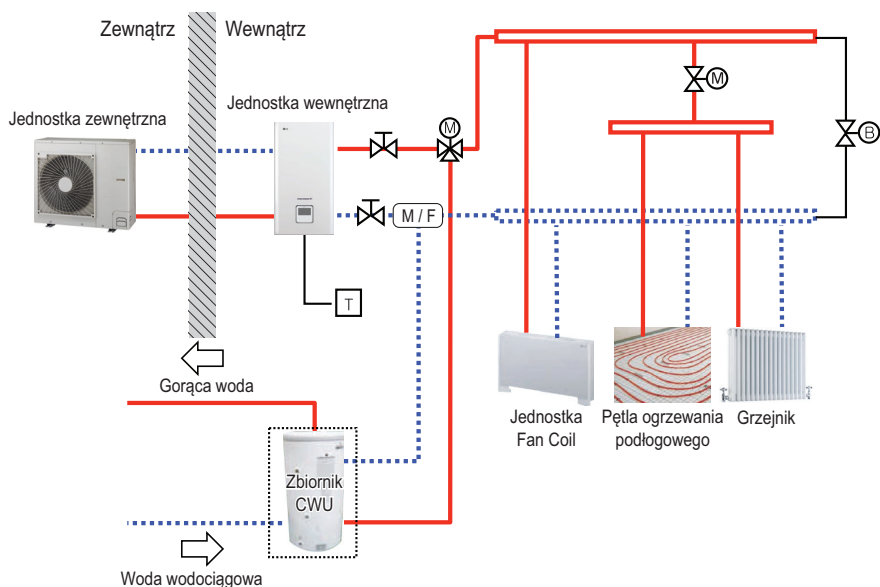 Zewnątrz
Wewnątrz
Jednostka zewnętrzna
Jednostka wewnętrzna
M
M
B
M / F
T
Gorąca woda
Zbiornik
CWU
Woda wodociągowa
Jednostka
Fan Coil
Pętla ogrzewania
podłogowego
Grzejnik